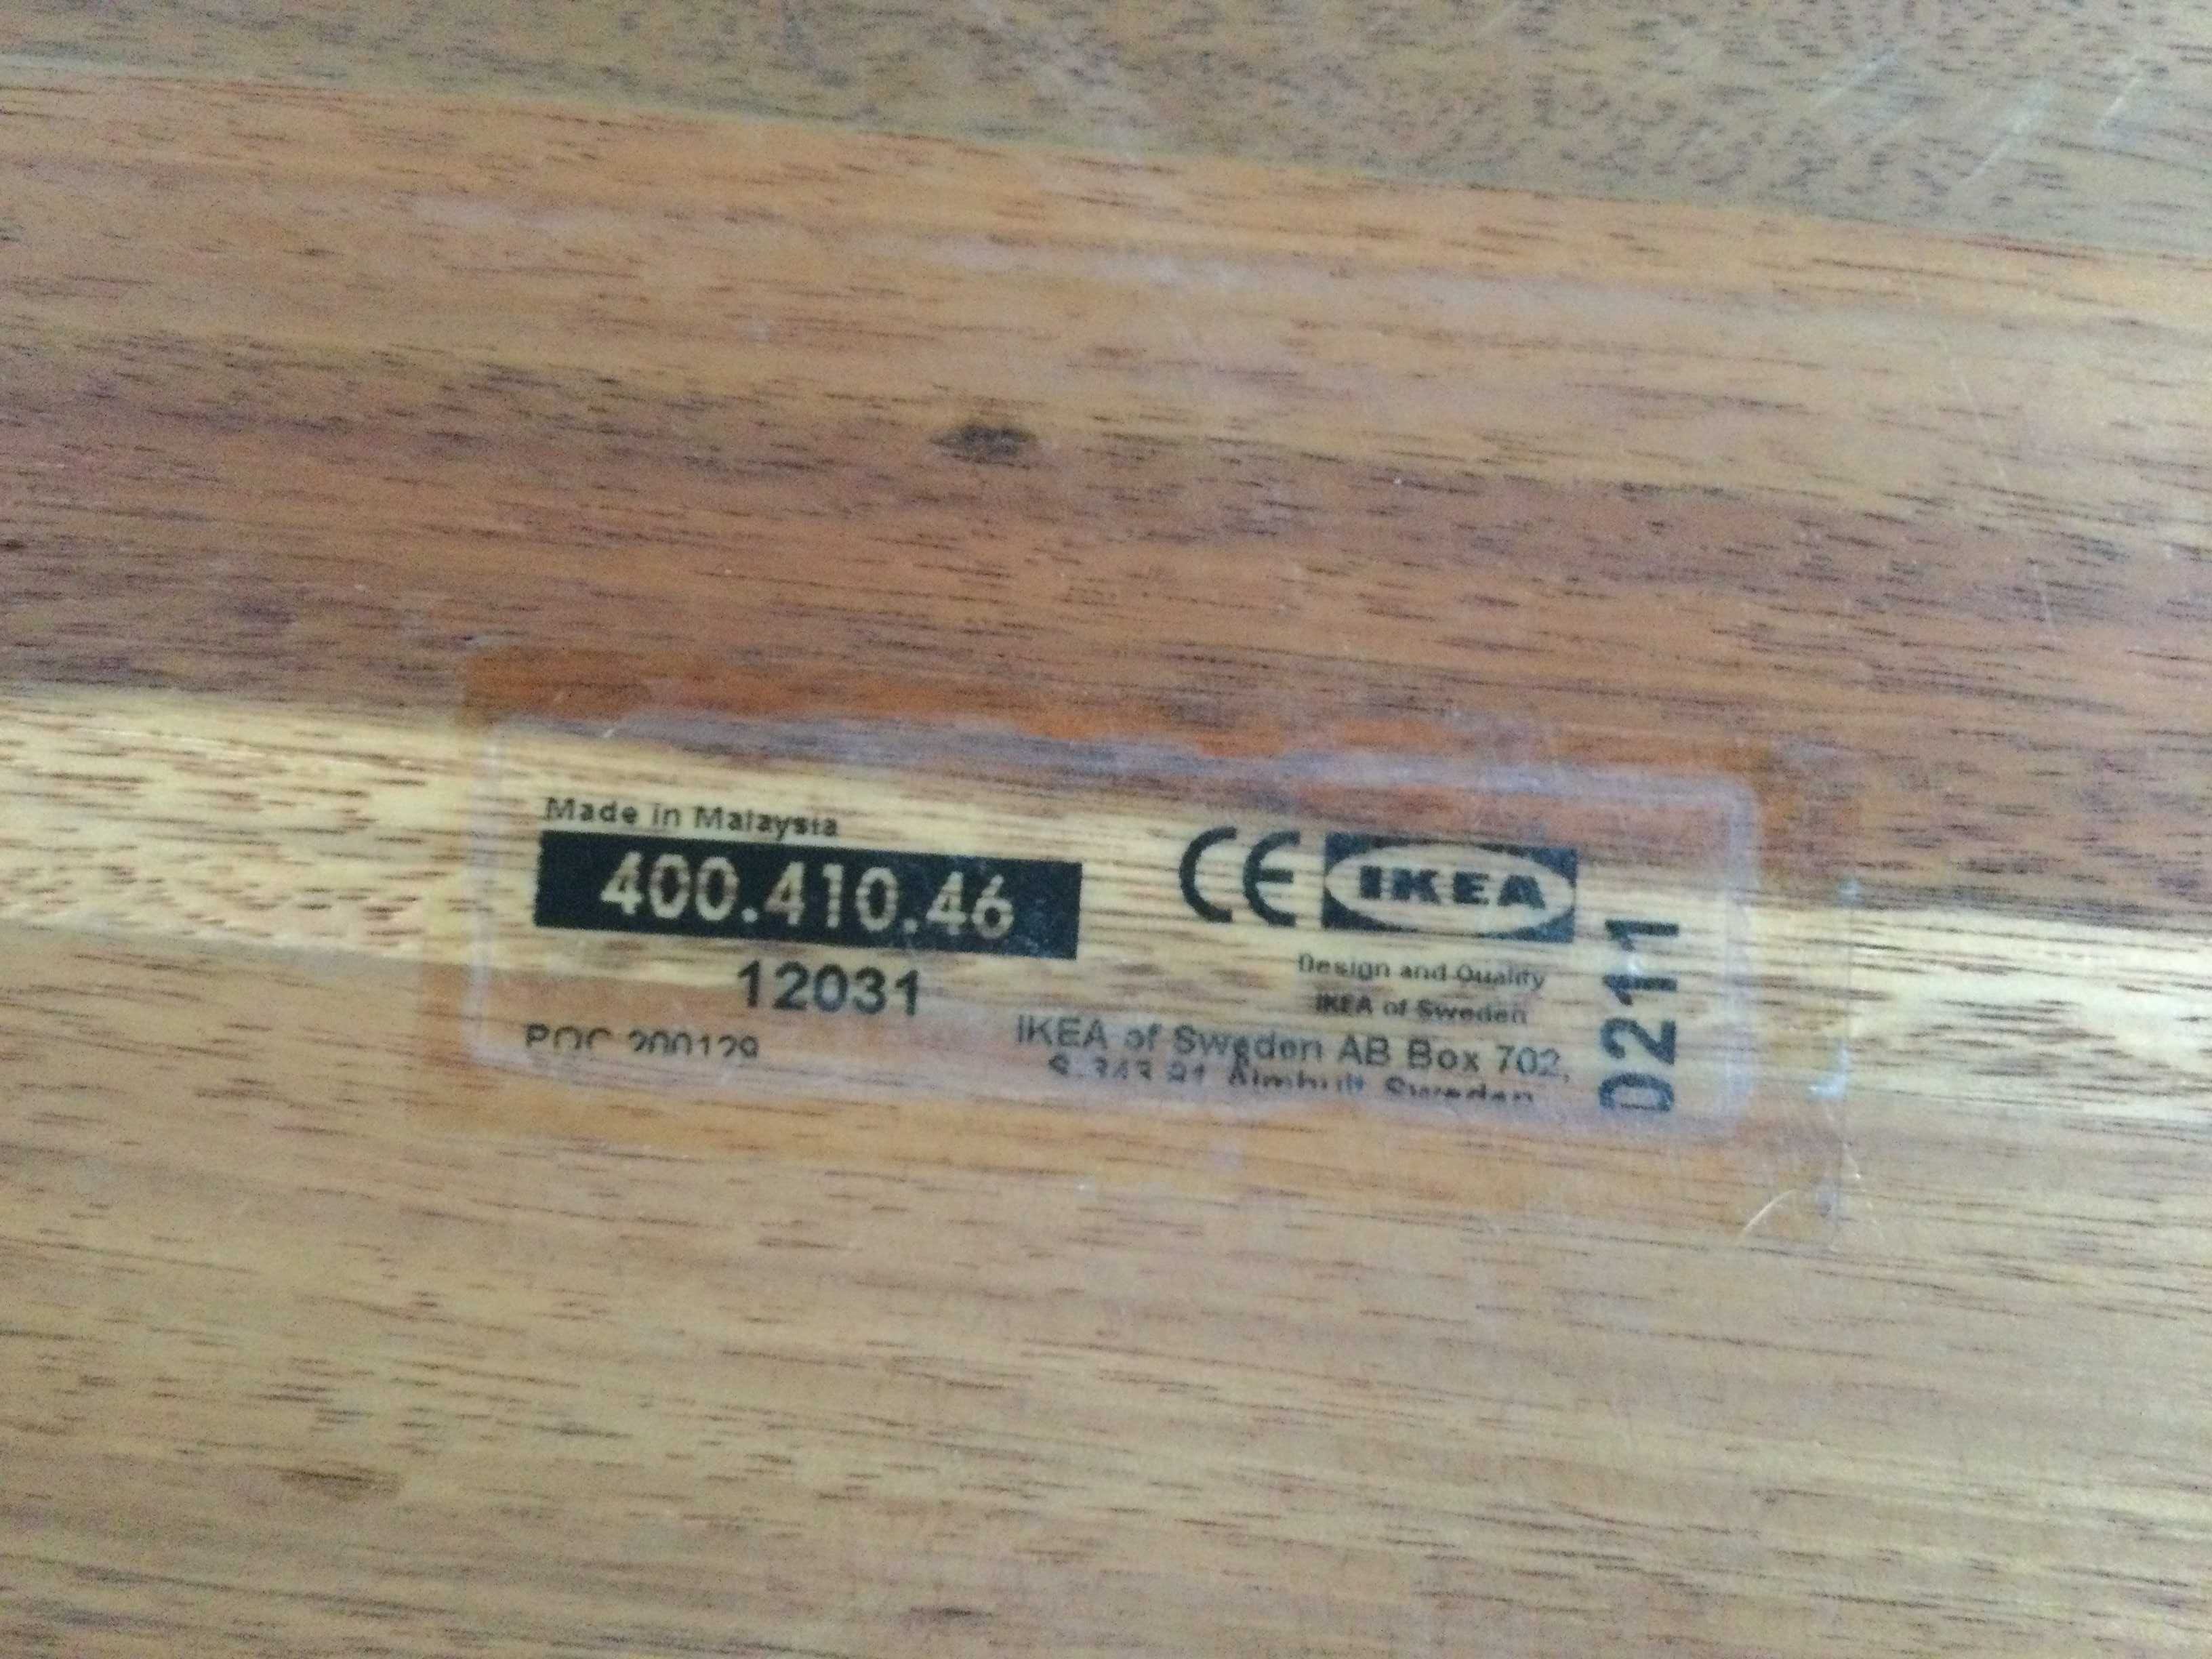 Made in Malaysia
400.410.46
12031
CE IKEA
Design and Quality
IKEA of Sweden
IKEA of Sweden AB Box 702,
Sweden
D211